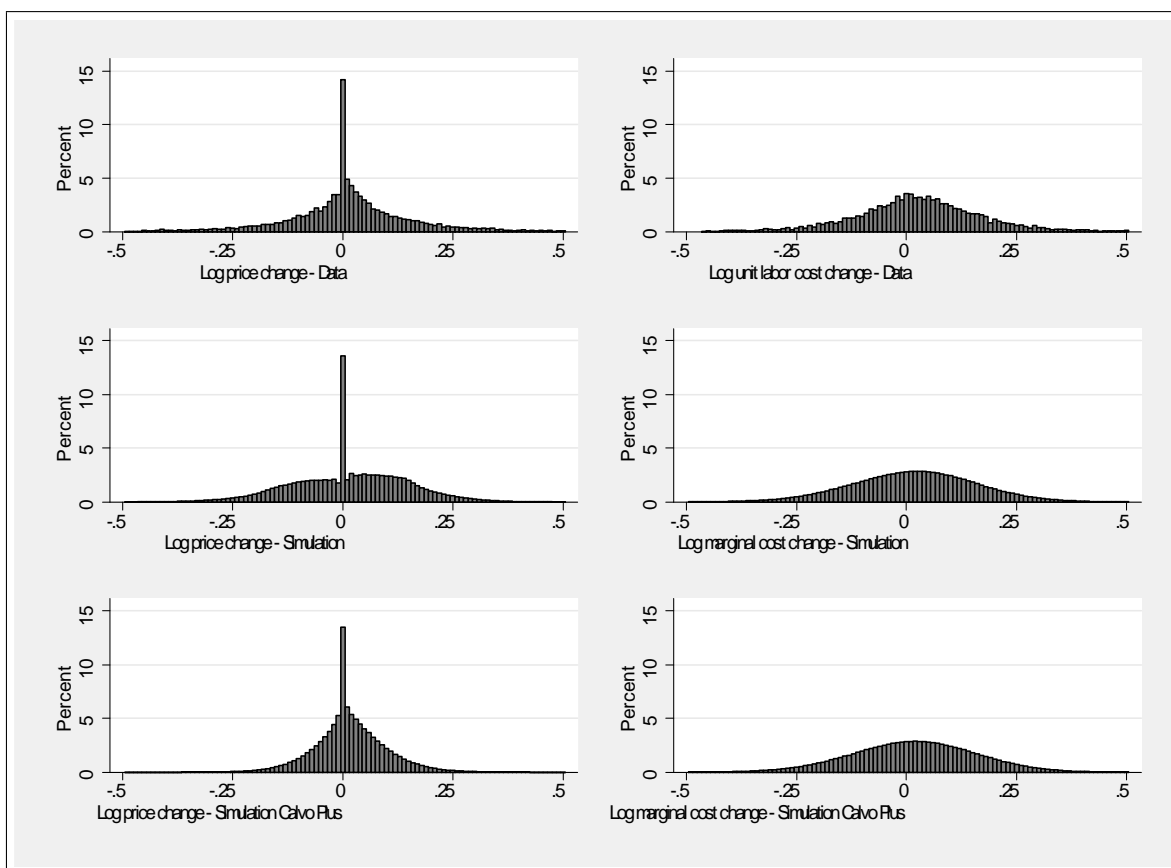 Percent
0 5 10 15
-.5 -.25 0 .25 .5
Log price change - Data
Percent
0 5 10 15
-.5 -.25 0 .25 .5
Log unit labor cost change - Data
Percent
0 5 10 15
-.5 -.25 0 .25 .5
Log price change - Simulation
Percent
0 5 10 15
-.5 -.25 0 .25 .5
Log marginal cost change - Simulation
Percent
0 5 10 15
-.5 -.25 0 .25 .5
Log price change - Simulation Calvo Plus
Percent
0 5 10 15
-.5 -.25 0 .25 .5
Log marginal cost change - Simulation Calvo Plus